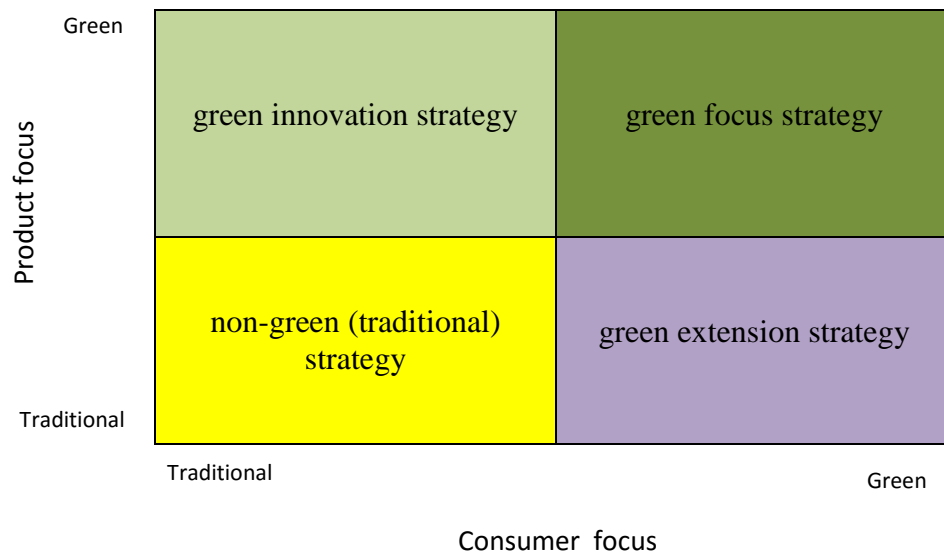 Green
green innovation strategy
green focus strategy
Product focus
non-green (traditional)
strategy
green extension strategy
Traditional
Traditional
Green
Consumer focus